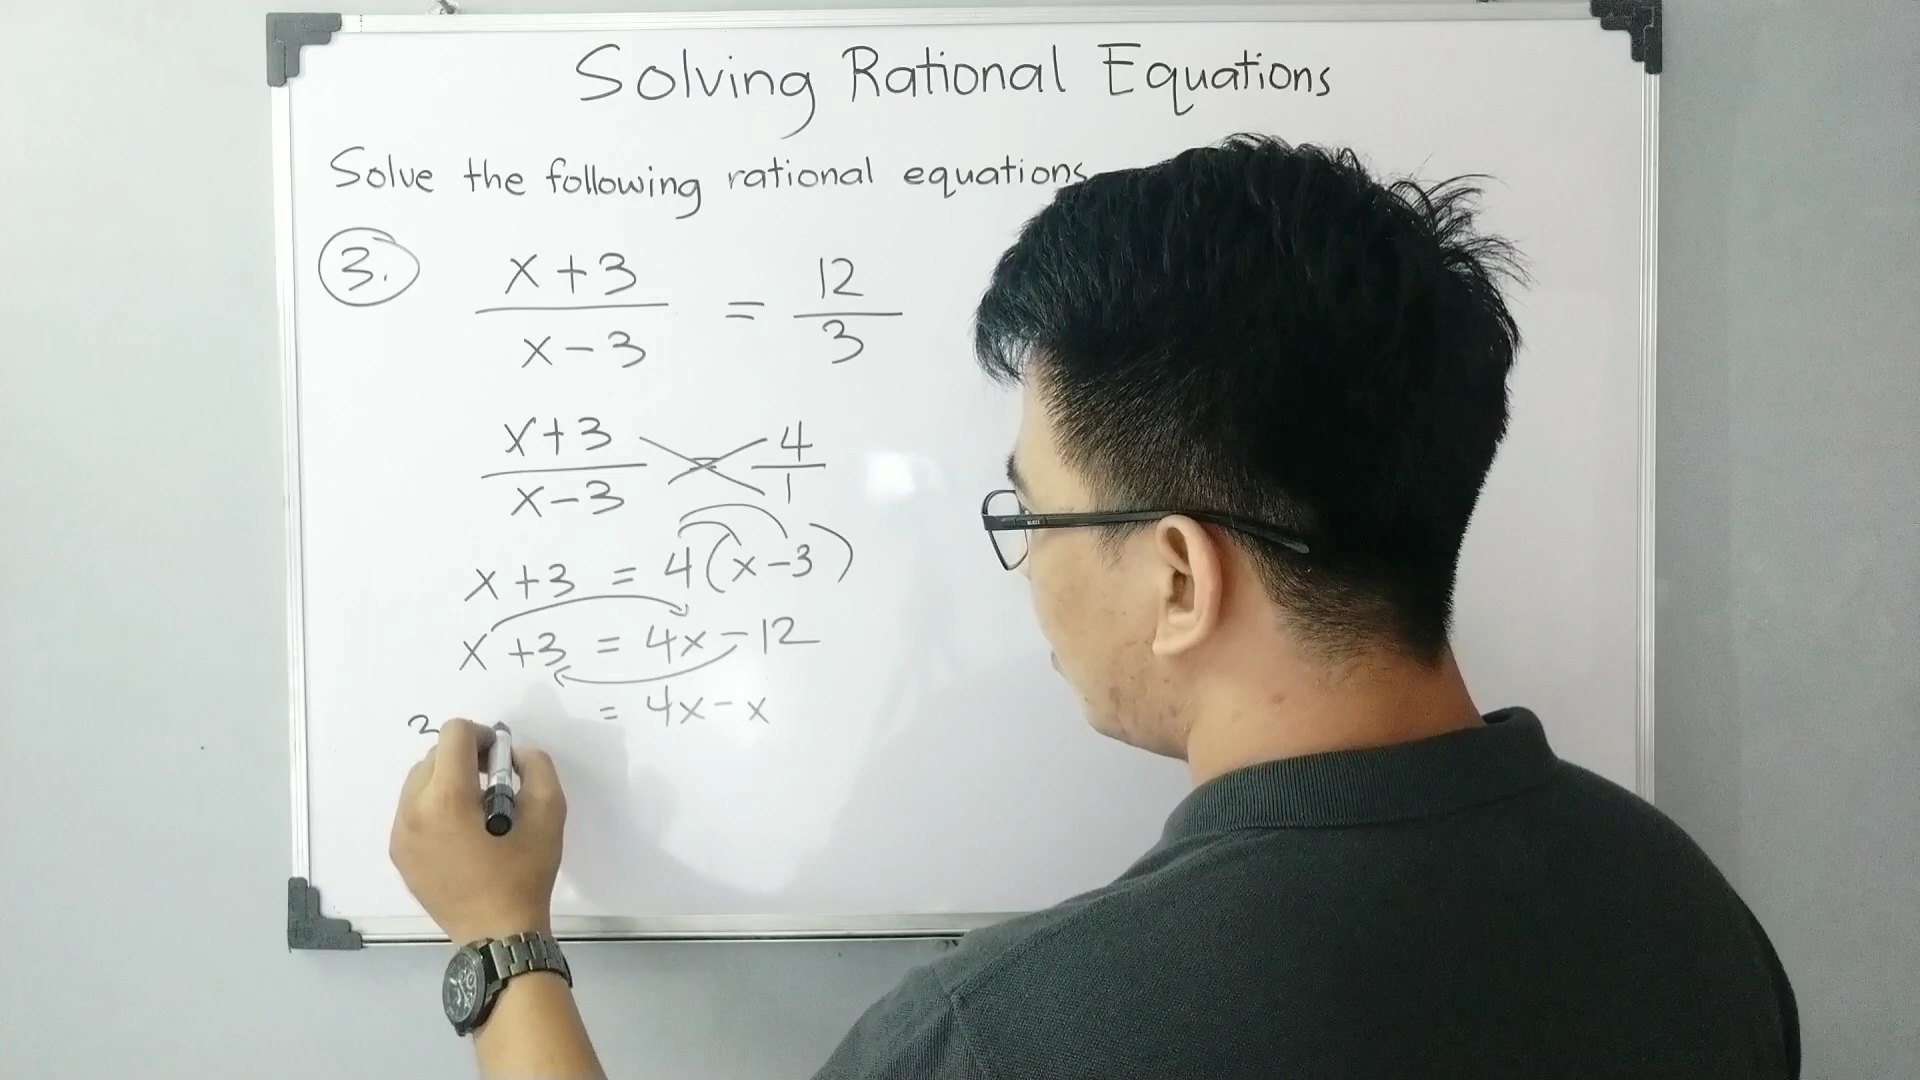 Solving Rational Equations
Solve the following rational equations
3.
x+3 / x-3 = 12 / 3
x+3 / x-3 = 4 / 1
x+3 = 4(x-3)
x+3 = 4x-12
= 4x-x